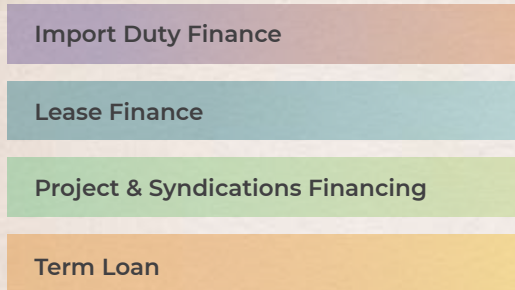 Import Duty Finance
Lease Finance
Project & Syndications Financing
Term Loan